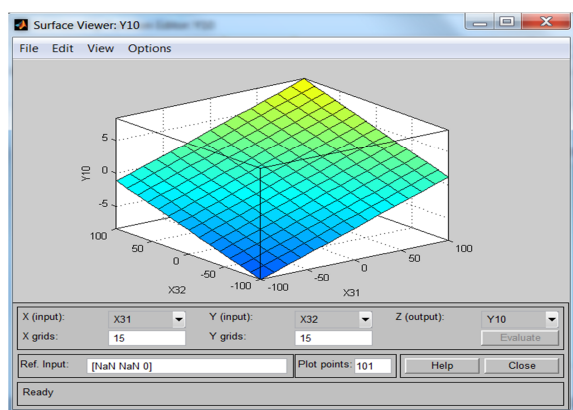 Surface Viewer: Y10
File Edit View Options
5
0
-5
Y10
100
50
0
-50
-100
X32
-100
-50
0
50
100
X31
X (input): X31 Y (input): X32 Z (output): Y10
X grids: 15 Y grids: 15 Evaluate
Ref. Input: [NaN NaN 0] Plot points: 101 Help Close
Ready